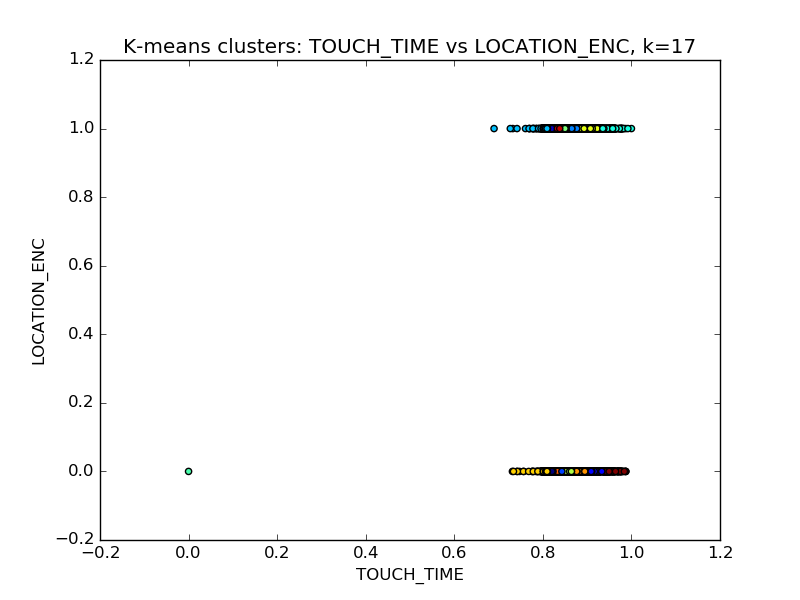 K-means clusters: TOUCH_TIME vs LOCATION_ENC, k=17
1.2
1.0
0.8
0.6
0.4
0.2
0.0
−0.2
LOCATION_ENC
−0.2 0.0 0.2 0.4 0.6 0.8 1.0 1.2
TOUCH_TIME